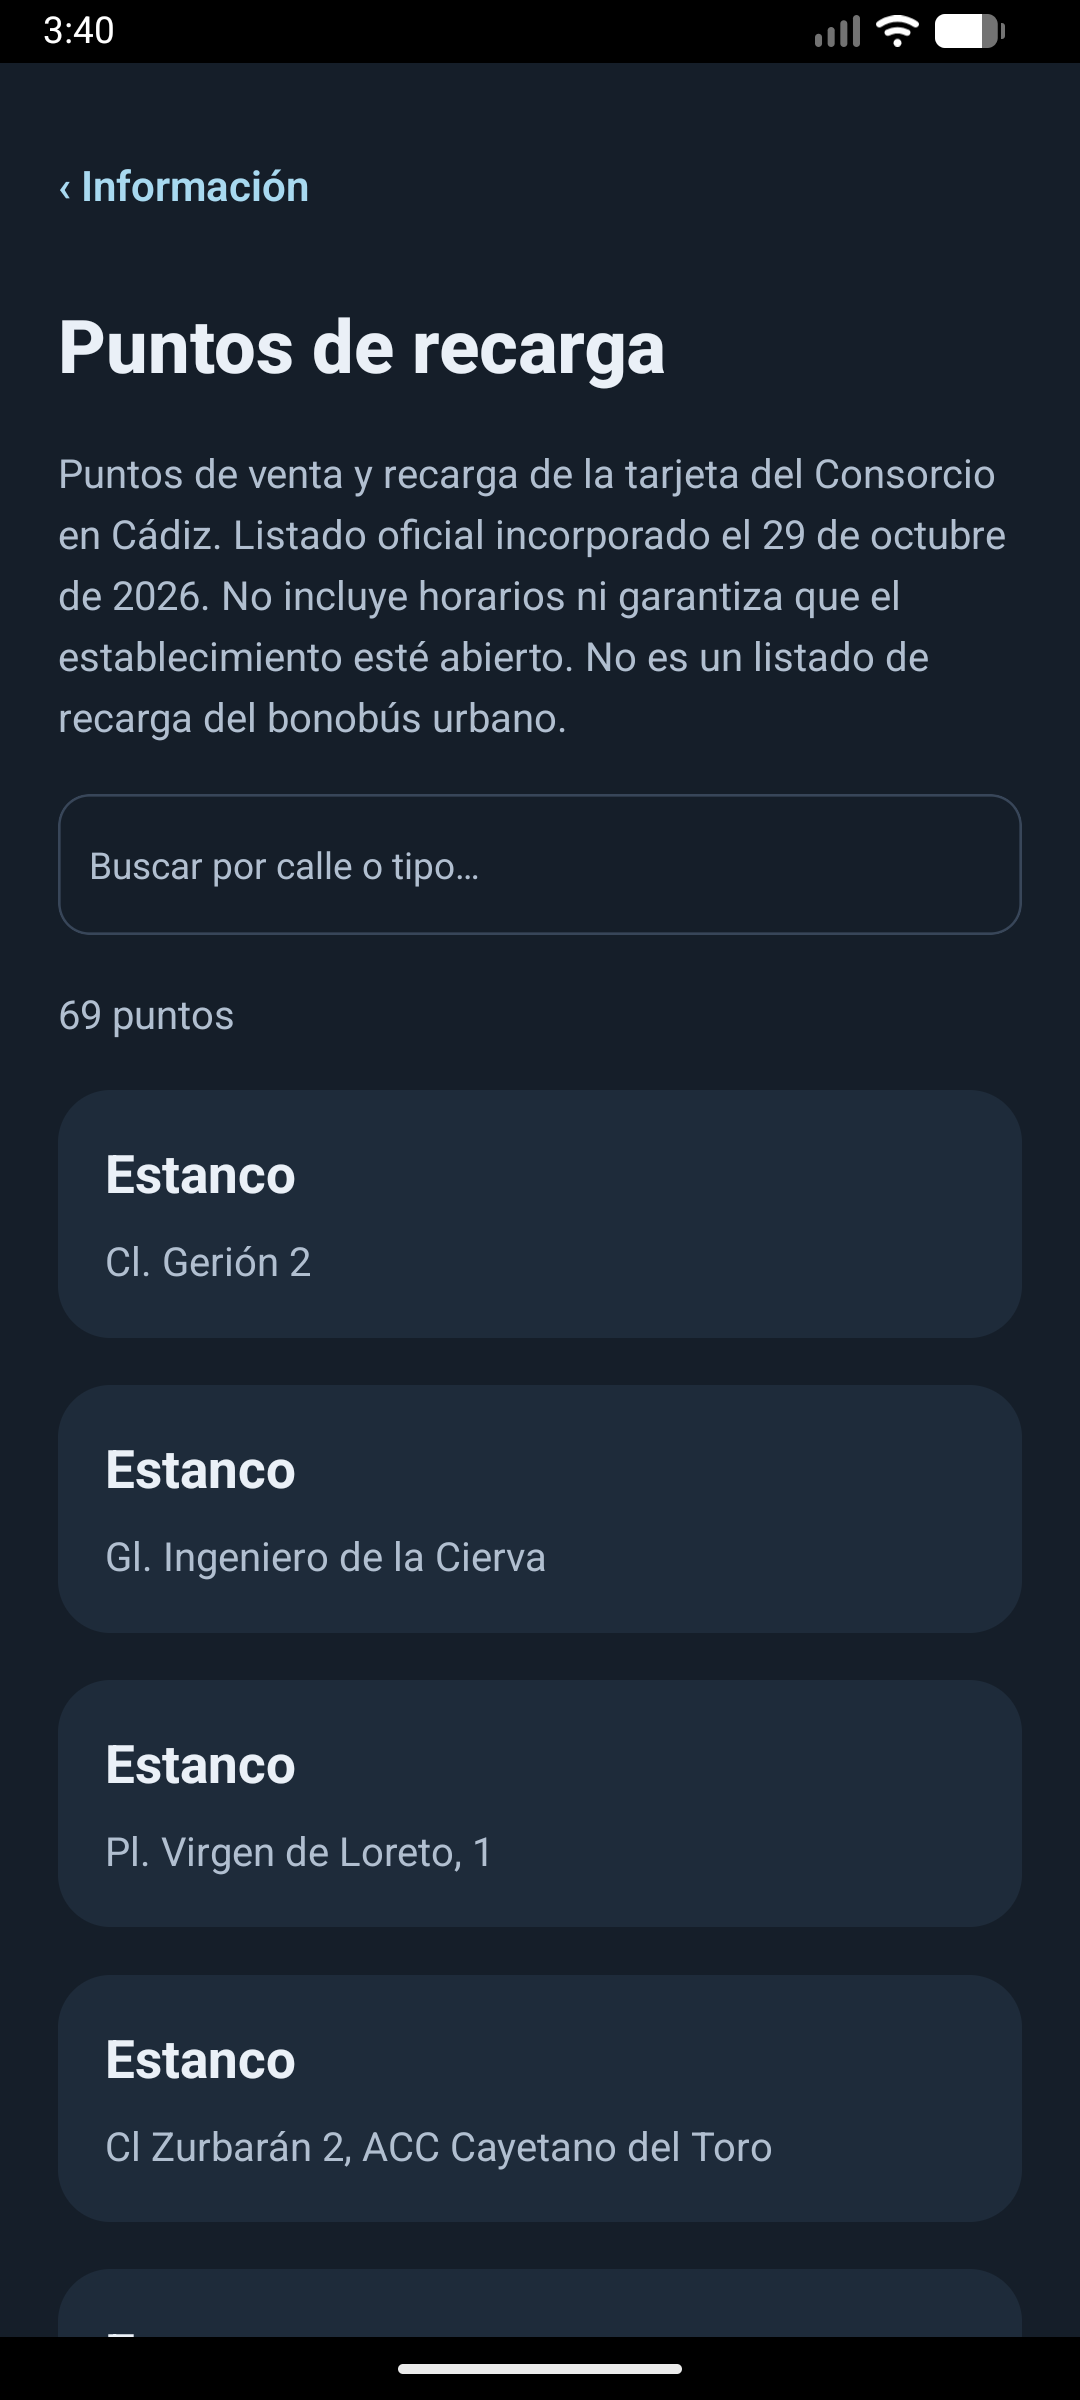 3:40
‹ Información
Puntos de recarga
Puntos de venta y recarga de la tarjeta del Consorcio
en Cádiz. Listado oficial incorporado el 29 de octubre
de 2026. No incluye horarios ni garantiza que el
establecimiento esté abierto. No es un listado de
recarga del bonobús urbano.
Buscar por calle o tipo…
69 puntos
Estanco
Cl. Gerión 2
Estanco
Gl. Ingeniero de la Cierva
Estanco
Pl. Virgen de Loreto, 1
Estanco
Cl Zurbarán 2, ACC Cayetano del Toro